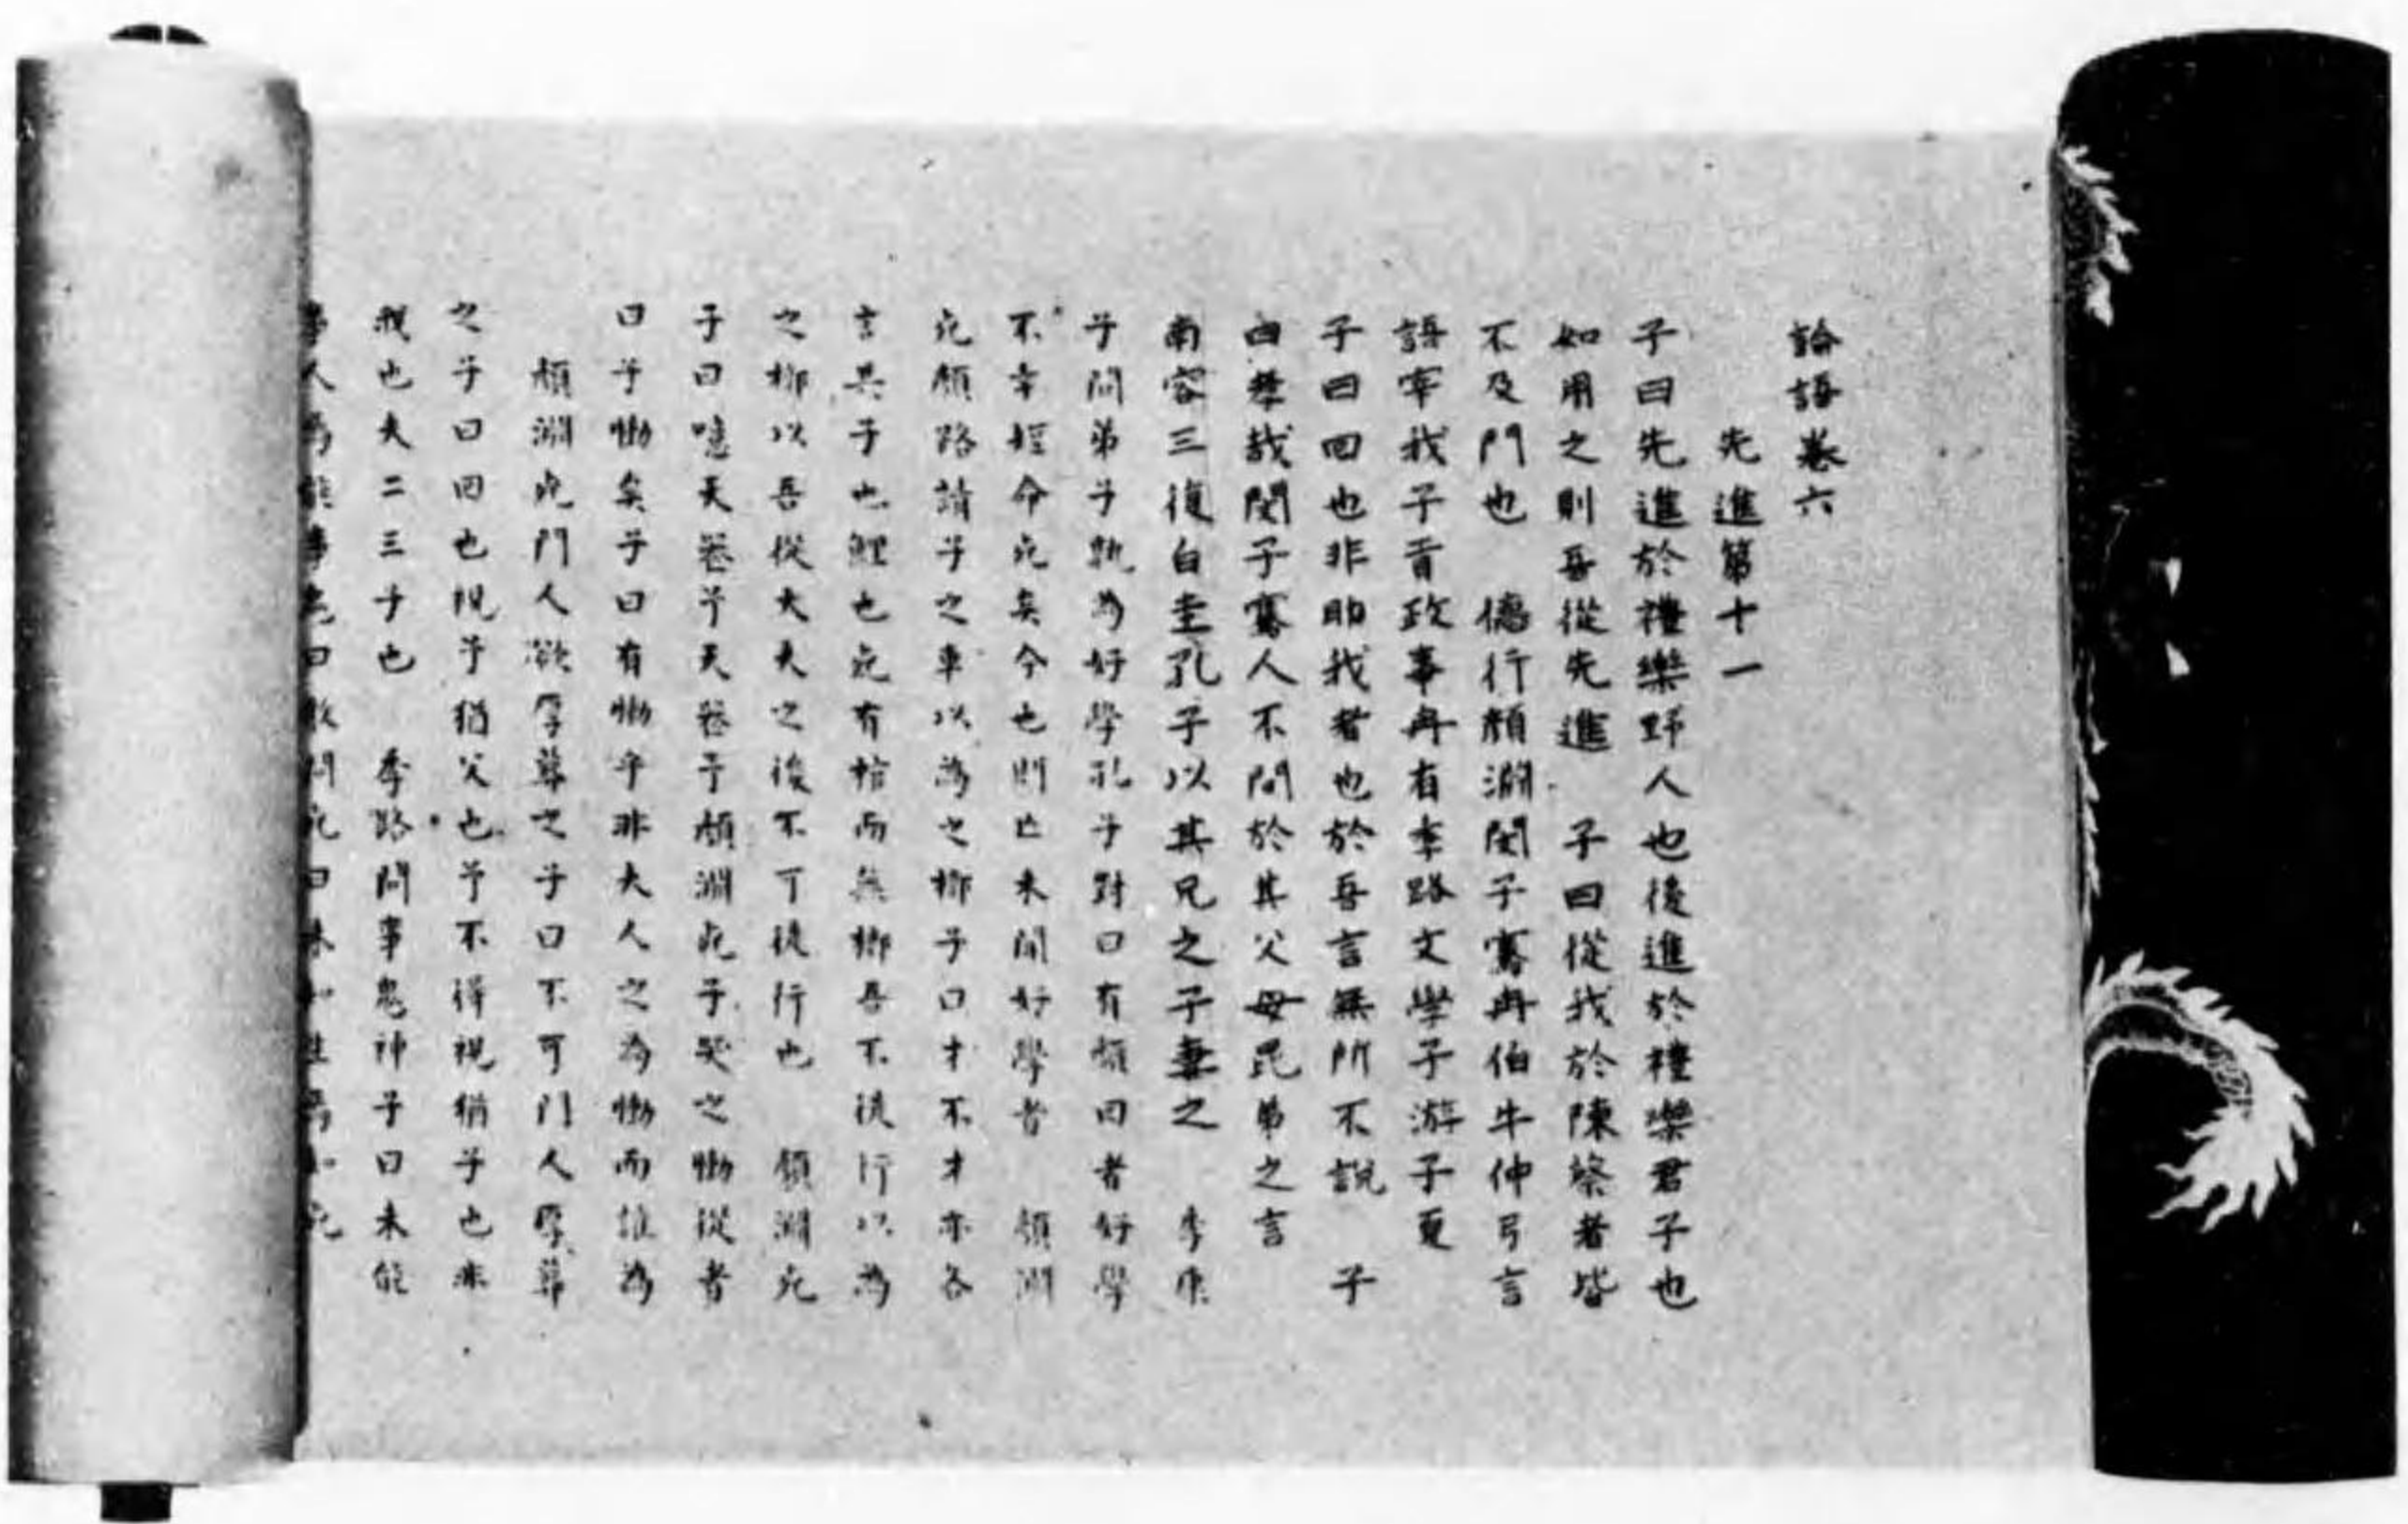 論語卷六
先進第十一
子曰先進於禮樂野人也後進於禮樂君子也
如用之則吾從先進　子曰從我於陳蔡者皆
不及門也　德行顏淵閔子騫冉伯牛仲弓言
語宰我子貢政事冉有季路文學子游子夏
子曰回也非助我者也於吾言無所不說　子
曰孝哉閔子騫人不問於其父母昆弟之言
南容三復白圭孔子以其兄之子妻之　季康
子問弟子孰為好學孔子對曰有顏回者好學
不幸短命死矣今也則亡未聞好學者　顏淵
死顏路請子之車以為之槨子曰才不才亦各
言其子也鯉也死有棺而無槨吾不徒行以為
之槨以吾從大夫之後不可徒行也　顏淵死
子曰噫天喪予天喪予顏淵死子哭之慟從者
曰子慟矣子曰有慟乎非夫人之為慟而誰為
顏淵死門人欲厚葬之子曰不可門人厚葬
之子曰回也視予猶父也予不得視猶子也非
我也夫二三子也　季路問事鬼神子曰未能
事人焉能事鬼曰敢問死曰未知生焉知死